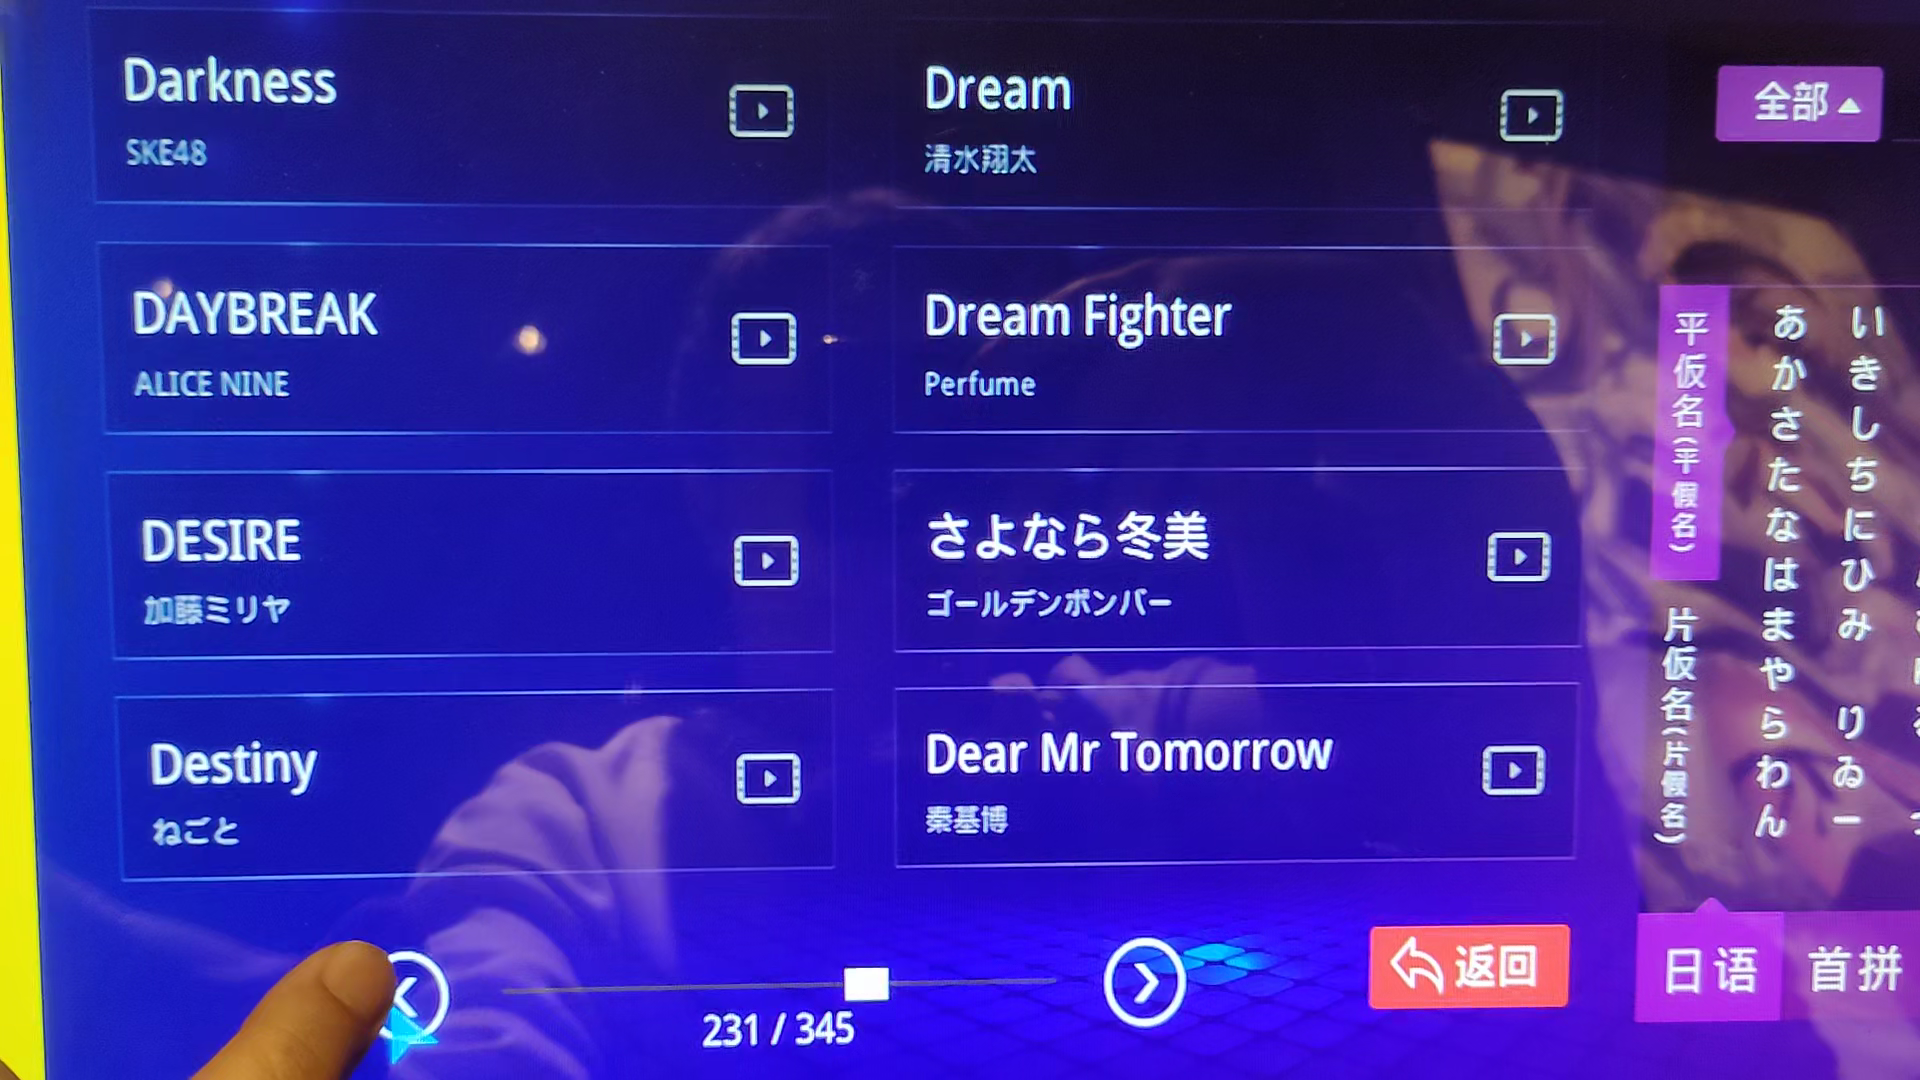 Darkness
SKE48
Dream
清水翔太
DAYBREAK
ALICE NINE
Dream Fighter
Perfume
DESIRE
加藤ミリヤ
さよなら冬美
ゴールデンボンバー
Destiny
ねごと
Dear Mr Tomorrow
秦基博
231 / 345
返回
全部
平仮名(平假名)
片仮名(片假名)
あかさたなはまやらわん
いきしちにひみ りゐー
日语
首拼